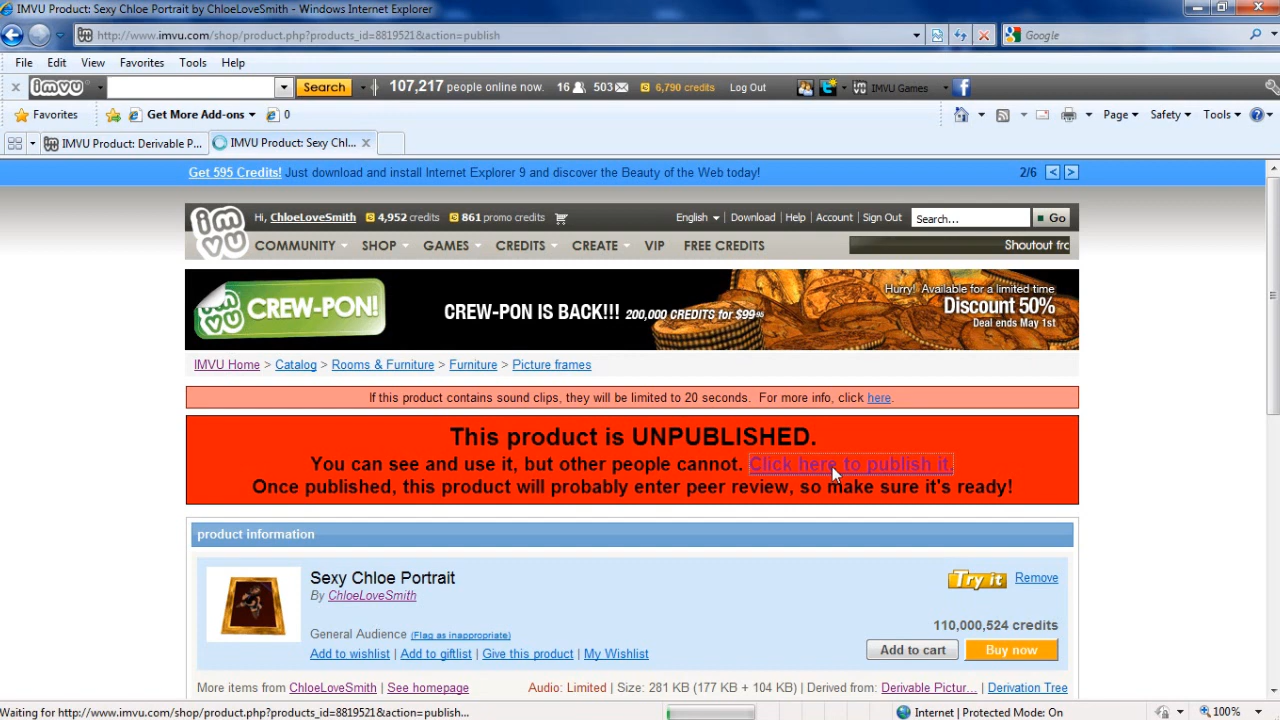 IMVU Product: Sexy Chloe Portrait by ChloeLoveSmith - Windows Internet Explorer
http://www.imvu.com/shop/product.php?products_id=8819521&action=publish
Google
File Edit View Favorites Tools Help
imvu Search 107,217 people online now. 16 503 6,790 credits Log Out IMVU Games
Favorites Get More Add-ons 0
Page Safety Tools
IMVU Product: Derivable P... IMVU Product: Sexy Chl...
Get 595 Credits! Just download and install Internet Explorer 9 and discover the Beauty of the Web today! 2/6 < >
imvu
Hi, ChloeLoveSmith 4,952 credits 861 promo credits English Download Help Account Sign Out Search... Go
COMMUNITY SHOP GAMES CREDITS CREATE VIP FREE CREDITS Shoutout frc
imvu CREW-PON! CREW-PON IS BACK!!! 200,000 CREDITS for $99.95
Hurry! Available for a limited time
Discount 50%
Deal ends May 1st
IMVU Home > Catalog > Rooms & Furniture > Furniture > Picture frames
If this product contains sound clips, they will be limited to 20 seconds. For more info, click here.
This product is UNPUBLISHED.
You can see and use it, but other people cannot. Click here to publish it.
Once published, this product will probably enter peer review, so make sure it's ready!
product information
Sexy Chloe Portrait
Try it Remove
By ChloeLoveSmith
110,000,524 credits
General Audience (Flag as inappropriate)
Add to wishlist | Add to giftlist | Give this product | My Wishlist
Add to cart Buy now
More items from ChloeLoveSmith | See homepage
Audio: Limited | Size: 281 KB (177 KB + 104 KB) | Derived from: Derivable Pictur... | Derivation Tree
Waiting for http://www.imvu.com/shop/product.php?products_id=8819521&action=publish...
Internet | Protected Mode: On 100%